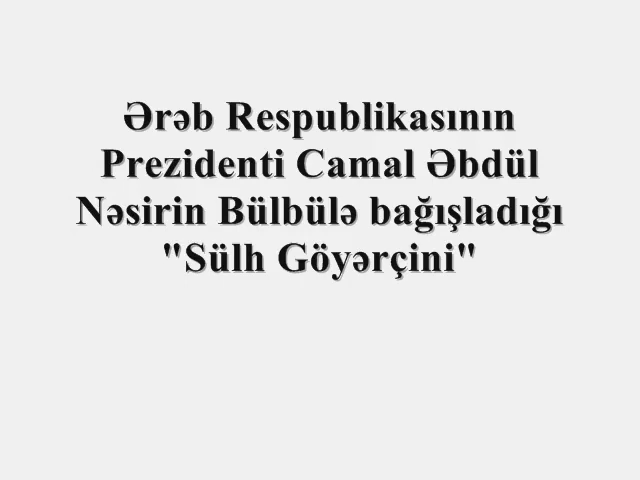 Ərəb Respublikasının
Prezidenti Camal Əbdül
Nəsirin Bülbülə bağışladığı
"Sülh Göyərçini"